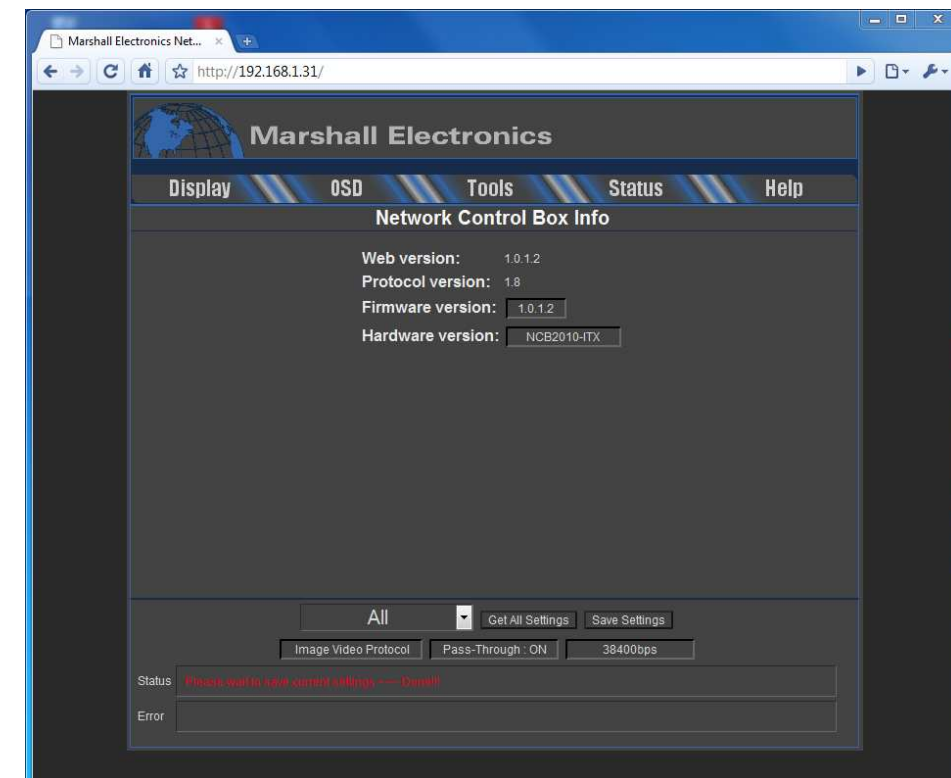 Marshall Electronics Net...
http://192.168.1.31/
Marshall Electronics
Display OSD Tools Status Help
Network Control Box Info
Web version: 1.0.1.2
Protocol version: 1.8
Firmware version: 1.0.1.2
Hardware version: NCB2010-ITX
All Get All Settings Save Settings
Image Video Protocol Pass-Through : ON 38400bps
Status Please wait to save current settings
Error